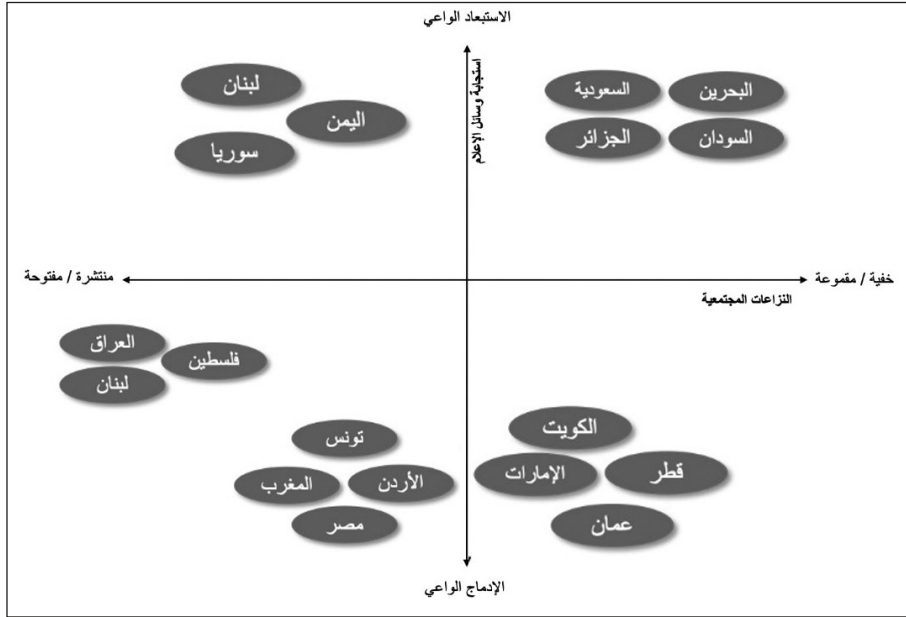 الاستبعاد الواعي
استجابة وسائل الإعلام
البحرين
السعودية
السودان
الجزائر
لبنان
اليمن
سوريا
خفية / مقموعة
منتشرة / مفتوحة
النزاعات المجتمعية
العراق
فلسطين
لبنان
تونس
الأردن
المغرب
مصر
الكويت
قطر
الإمارات
عمان
الإدماج الواعي